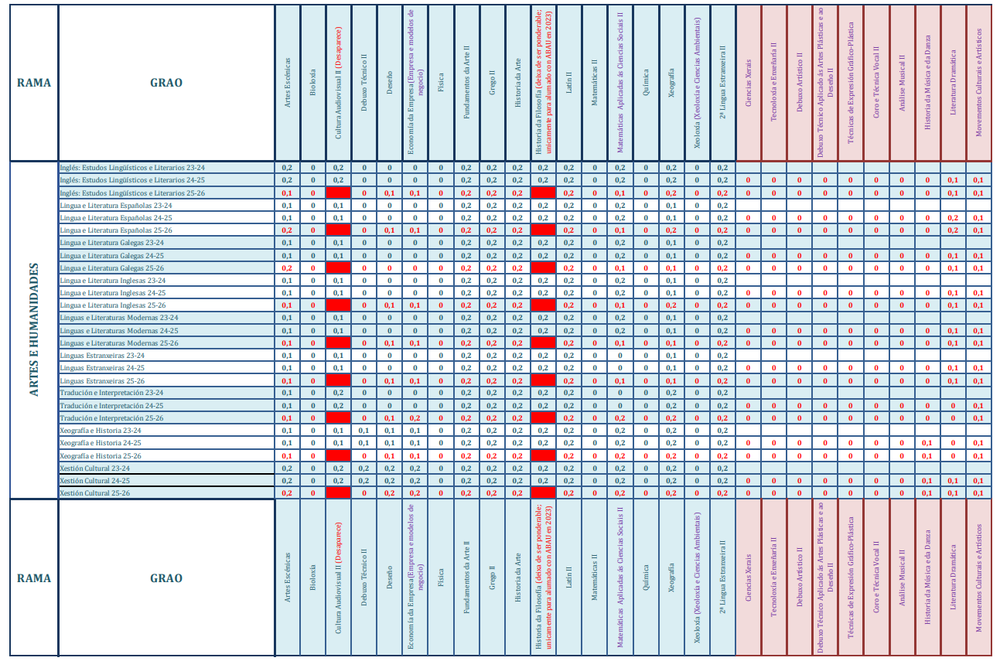 RAMA
GRAO
Artes Escénicas
Bioloxía
Cultura Audiovisual II (Desaparece)
Debuxo Técnico II
Deseño
Economía da Empresa(Empresa e modelos de
negocio)
Física
Fundamentos da Arte II
Grego II
Historia da Arte
Historia da Filosofía (deixa de ser ponderable;
unicamente para alumado con ABAU en 2023)
Latín II
Matemáticas II
Matemáticas Aplicadas ás Ciencias Sociais II
Química
Xeografía
Xeoloxía (Xeoloxía e Ciencias Ambientais)
2ª Lingua Estranxeira II
Ciencias Xerais
Tecnoloxía e Enxeñaría II
Debuxo Artístico II
Debuxo Técnico Aplicado ás Artes Plásticas e ao
Deseño II
Técnicas de Expresión Gráfico-Plástica
Coro e Técnica Vocal II
Análise Musical II
Historia da Música e da Danza
Literatura Dramática
Movementos Culturais e Artísticos
ARTES E HUMANIDADES
Inglés: Estudos Lingüísticos e Literarios 23-24 0,2 0 0,2 0 0 0 0 0,2 0,2 0,2 0,2 0,2 0 0,2 0 0,2 0 0,2
Inglés: Estudos Lingüísticos e Literarios 24-25 0,2 0 0,2 0 0 0 0 0,2 0,2 0,2 0,2 0,2 0 0,2 0 0,2 0 0,2 0 0 0 0 0 0 0 0 0,1 0,1
Inglés: Estudos Lingüísticos e Literarios 25-26 0,1 0 0 0,1 0,1 0 0,2 0,2 0,2 0,2 0 0,1 0 0,2 0 0,2 0 0 0 0 0 0 0 0 0,1 0,1
Lingua e Literatura Españolas 23-24 0,1 0 0,1 0 0 0 0 0,2 0,2 0,2 0,2 0,2 0 0,2 0 0,1 0 0,2
Lingua e Literatura Españolas 24-25 0,1 0 0,1 0 0 0 0 0,2 0,2 0,2 0,2 0,2 0 0,2 0 0,1 0 0,2 0 0 0 0 0 0 0 0 0,2 0,1
Lingua e Literatura Españolas 25-26 0,2 0 0 0,1 0,1 0 0,2 0,2 0,2 0,2 0 0,1 0 0,2 0 0,2 0 0 0 0 0 0 0 0 0,2 0,1
Lingua e Literatura Galegas 23-24 0,1 0 0,1 0 0 0 0 0,2 0,2 0,2 0,2 0,2 0 0,2 0 0,1 0 0,2
Lingua e Literatura Galegas 24-25 0,1 0 0,1 0 0 0 0 0,2 0,2 0,2 0,2 0,2 0 0,2 0 0,1 0 0,2 0 0 0 0 0 0 0 0 0,1 0,1
Lingua e Literatura Galegas 25-26 0,2 0 0 0,1 0,1 0 0,2 0,2 0,2 0,2 0 0,1 0 0,1 0 0,2 0 0 0 0 0 0 0 0 0,1 0,1
Lingua e Literatura Inglesas 23-24 0,1 0 0,1 0 0 0 0 0,2 0,2 0,2 0,2 0,2 0 0,2 0 0,1 0 0,2
Lingua e Literatura Inglesas 24-25 0,1 0 0,1 0 0 0 0 0,2 0,2 0,2 0,2 0,2 0 0,2 0 0,1 0 0,2 0 0 0 0 0 0 0 0 0,1 0,1
Lingua e Literatura Inglesas 25-26 0,1 0 0 0,1 0,1 0 0,2 0,2 0,2 0,2 0 0,1 0 0,2 0 0,2 0 0 0 0 0 0 0 0 0,1 0,1
Linguas e Literaturas Modernas 23-24 0,1 0 0,1 0 0 0 0 0,2 0,2 0,2 0,2 0,2 0 0,2 0 0,1 0 0,2
Linguas e Literaturas Modernas 24-25 0,1 0 0,1 0 0 0 0 0,2 0,2 0,2 0,2 0,2 0 0,2 0 0,1 0 0,2 0 0 0 0 0 0 0 0 0,1 0,1
Linguas e Literaturas Modernas 25-26 0,1 0 0 0,1 0,1 0 0,2 0,2 0,2 0,2 0 0,1 0 0,1 0 0,2 0 0 0 0 0 0 0 0 0,1 0,1
Linguas Estranxeiras 23-24 0,1 0 0,1 0 0 0 0 0,2 0,2 0,2 0,2 0,2 0 0 0 0,1 0 0,2
Linguas Estranxeiras 24-25 0,1 0 0,1 0 0 0 0 0,2 0,2 0,2 0,2 0,2 0 0 0 0,1 0 0,2 0 0 0 0 0 0 0 0 0,1 0,1
Linguas Estranxeiras 25-26 0,1 0 0 0,1 0,1 0 0,2 0,2 0,2 0,2 0 0,1 0 0,1 0 0,2 0 0 0 0 0 0 0 0 0,1 0,1
Tradución e Interpretación 23-24 0,1 0 0,2 0 0 0 0 0,2 0,2 0,2 0,2 0,2 0 0 0 0,2 0 0,2
Tradución e Interpretación 24-25 0,1 0 0,2 0 0 0 0 0,2 0,2 0,2 0,2 0,2 0 0 0 0,2 0 0,2 0 0 0 0 0 0 0 0 0 0,1
Tradución e Interpretación 25-26 0,1 0 0 0,1 0,2 0 0,2 0,2 0,2 0,2 0 0,2 0 0,2 0 0,2 0 0 0 0 0 0 0 0 0 0,1
Xeografía e Historia 23-24 0,1 0 0,1 0,1 0,1 0,1 0 0,2 0,2 0,2 0,2 0,2 0 0,2 0 0,2 0 0,2
Xeografía e Historia 24-25 0,1 0 0,1 0,1 0,1 0,1 0 0,2 0,2 0,2 0,2 0,2 0 0,2 0 0,2 0 0,2 0 0 0 0 0 0 0 0,1 0 0,1
Xeografía e Historia 25-26 0,1 0 0 0,1 0,1 0 0,2 0,2 0,2 0,2 0 0,2 0 0,2 0 0,2 0 0 0 0 0 0 0 0,1 0 0,1
Xestión Cultural 23-24 0,2 0 0,2 0,2 0,2 0,2 0 0,2 0,2 0,2 0,2 0,2 0 0,2 0 0,2 0 0,2
Xestión Cultural 24-25 0,2 0 0,2 0,2 0,2 0,2 0 0,2 0,2 0,2 0,2 0,2 0 0,2 0 0,2 0 0,2 0 0 0 0 0 0 0 0,1 0,1 0,1
Xestión Cultural 25-26 0,2 0 0 0,2 0,2 0 0,2 0,2 0,2 0,2 0 0,2 0 0,2 0 0,2 0 0 0 0 0 0 0 0,1 0,1 0,1
RAMA
GRAO
Artes Escénicas
Bioloxía
Cultura Audiovisual II (Desaparece)
Debuxo Técnico II
Deseño
Economía da Empresa(Empresa e modelos de
negocio)
Física
Fundamentos da Arte II
Grego II
Historia da Arte
Historia da Filosofía (deixa de ser ponderable;
unicamente para alumado con ABAU en 2023)
Latín II
Matemáticas II
Matemáticas Aplicadas ás Ciencias Sociais II
Química
Xeografía
Xeoloxía (Xeoloxía e Ciencias Ambientais)
2ª Lingua Estranxeira II
Ciencias Xerais
Tecnoloxía e Enxeñaría II
Debuxo Artístico II
Debuxo Técnico Aplicado ás Artes Plásticas e ao
Deseño II
Técnicas de Expresión Gráfico-Plástica
Coro e Técnica Vocal II
Análise Musical II
Historia da Música e da Danza
Literatura Dramática
Movementos Culturais e Artísticos